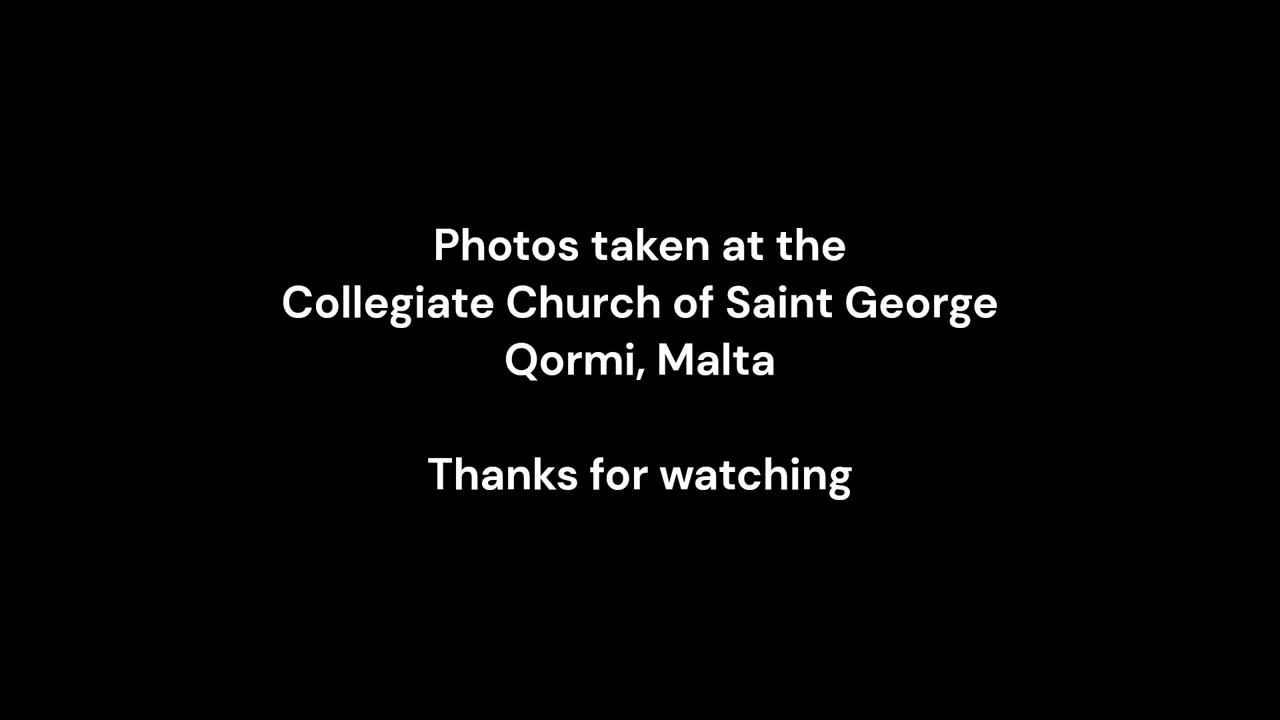 Photos taken at the
Collegiate Church of Saint George
Qormi, Malta
Thanks for watching